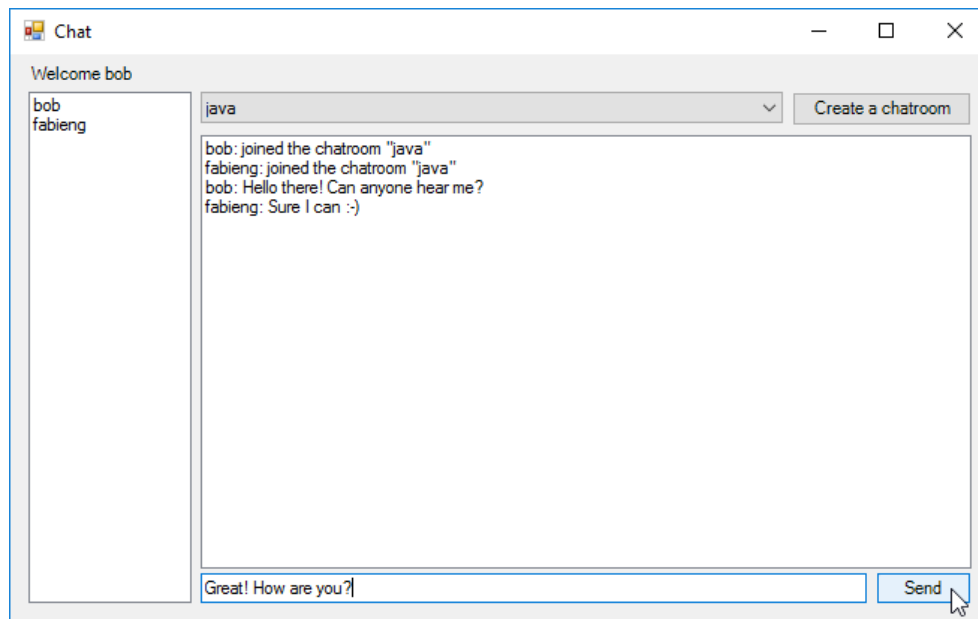 Chat
Welcome bob
bob
fabieng
java
Create a chatroom
bob: joined the chatroom "java"
fabieng: joined the chatroom "java"
bob: Hello there! Can anyone hear me?
fabieng: Sure I can :-)
Great! How are you?
Send